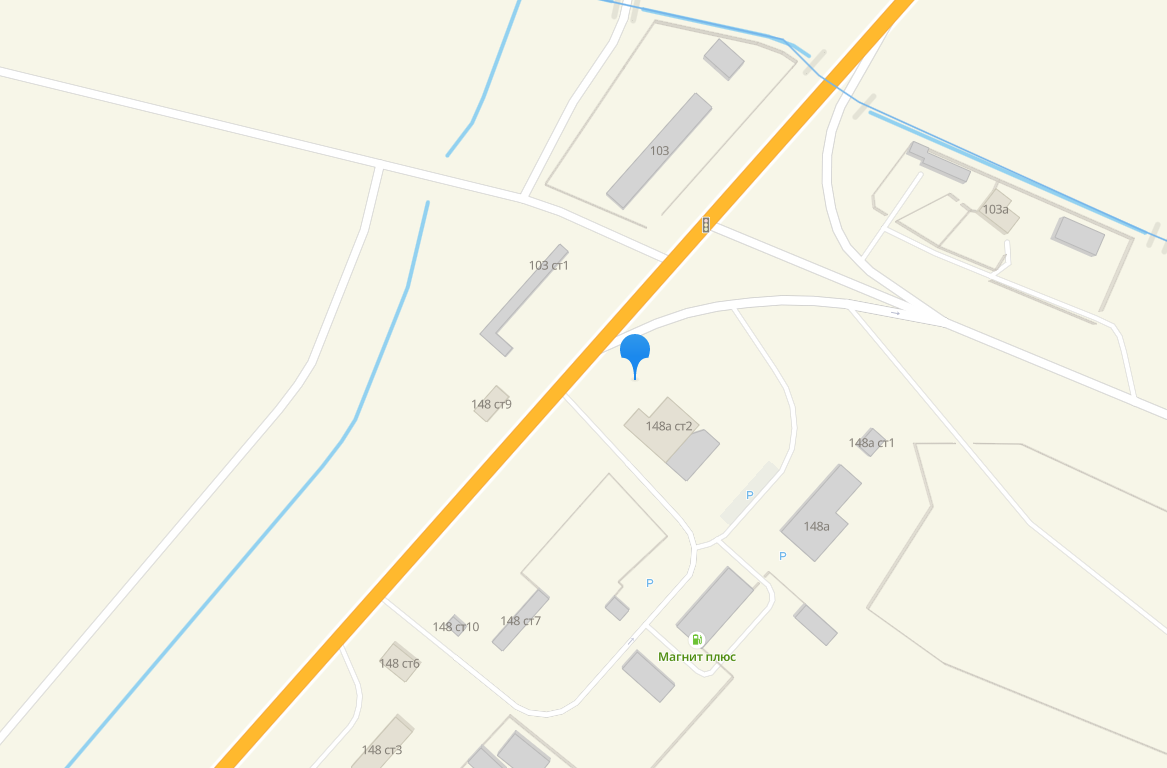 103
103а
103 ст1
148 ст9
148а ст2
148а ст1
P
148а
P
P
148 ст10
148 ст7
Магнит плюс
148 ст6
148 ст3